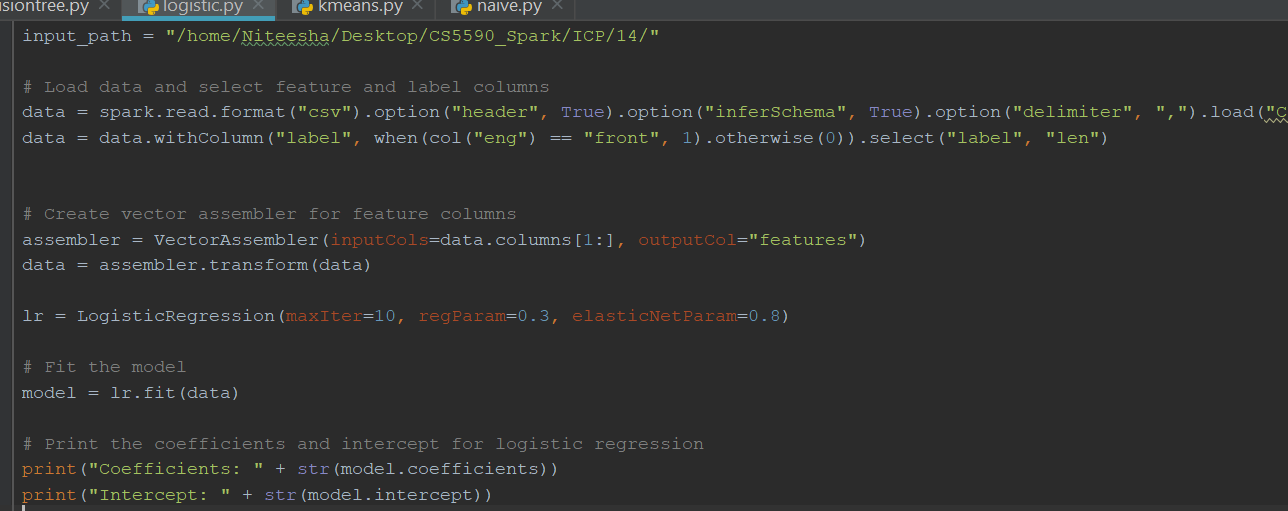 isiontree.py logistic.py kmeans.py naive.py
input_path = "/home/Niteesha/Desktop/CS5590_Spark/ICP/14/"
# Load data and select feature and label columns
data = spark.read.format("csv").option("header", True).option("inferSchema", True).option("delimiter", ",").load("C
data = data.withColumn("label", when(col("eng") == "front", 1).otherwise(0)).select("label", "len")
# Create vector assembler for feature columns
assembler = VectorAssembler(inputCols=data.columns[1:], outputCol="features")
data = assembler.transform(data)
lr = LogisticRegression(maxIter=10, regParam=0.3, elasticNetParam=0.8)
# Fit the model
model = lr.fit(data)
# Print the coefficients and intercept for logistic regression
print("Coefficients: " + str(model.coefficients))
print("Intercept: " + str(model.intercept))